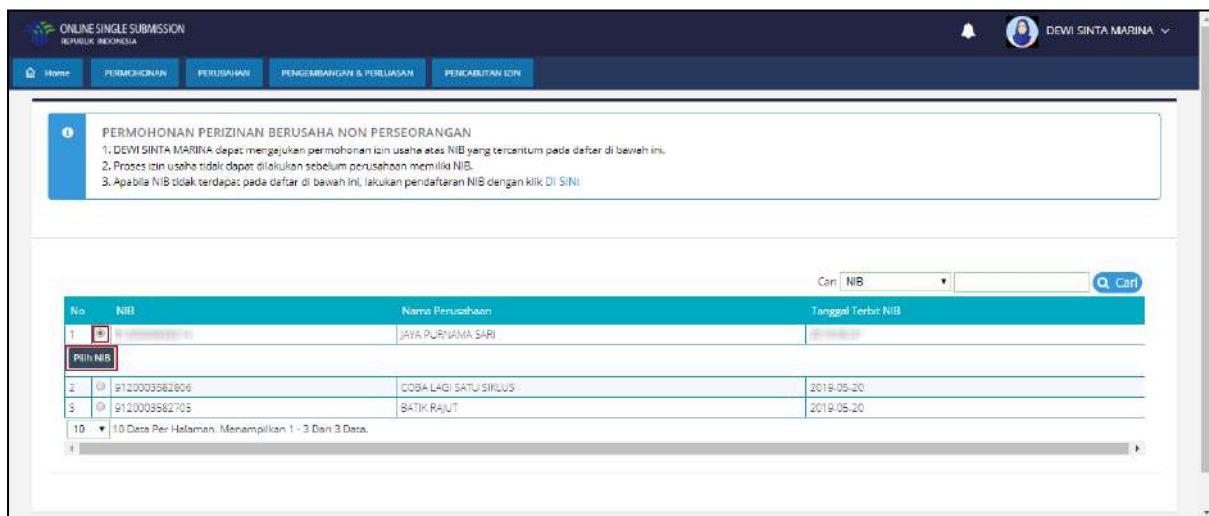 ONLINE SINGLE SUBMISSION
REPUBLIK INDONESIA
DEWI SINTA MARINA
Home PERMOHONAN PERUBAHAN PENGEMBANGAN & PERLUASAN PENCABUTAN IZIN
PERMOHONAN PERIZINAN BERUSAHA NON PERSEORANGAN
1. DEWI SINTA MARINA dapat mengajukan permohonan izin usaha atas NIB yang tercantum pada daftar di bawah ini.
2. Proses izin usaha tidak dapat dilakukan sebelum perusahaan memiliki NIB.
3. Apabila NIB tidak terdapat pada daftar di bawah ini, lakukan pendaftaran NIB dengan klik DI SINI
Cari NIB Cari
No NIB Nama Perusahaan Tanggal Terbit NIB
1 JAYA PURNAMA SARI
Pilih NIB
2 9120003582806 COBA LAGI SATU SIKLUS 2019-05-20
3 9120003582705 BATIK RAJUT 2019-05-20
10 10 Data Per Halaman. Menampilkan 1 - 3 Dari 3 Data.